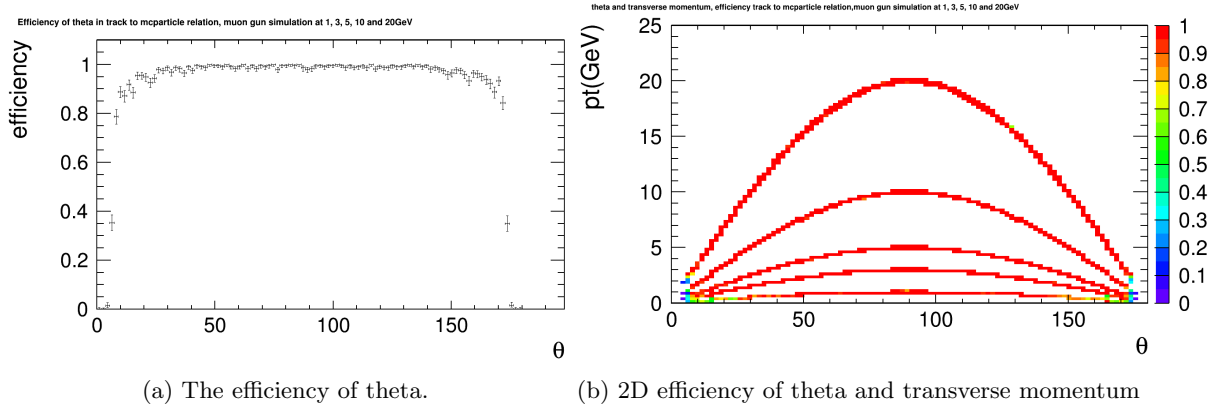 Efficiency of theta in track to mcparticle relation, muon gun simulation at 1, 3, 5, 10 and 20GeV
efficiency
1
0.8
0.6
0.4
0.2
0
0 50 100 150
θ
(a) The efficiency of theta.
theta and transverse momentum, efficiency track to mcparticle relation,muon gun simulation at 1, 3, 5, 10 and 20GeV
pt(GeV)
25
20
15
10
5
0
0 50 100 150
θ
1
0.9
0.8
0.7
0.6
0.5
0.4
0.3
0.2
0.1
0
(b) 2D efficiency of theta and transverse momentum